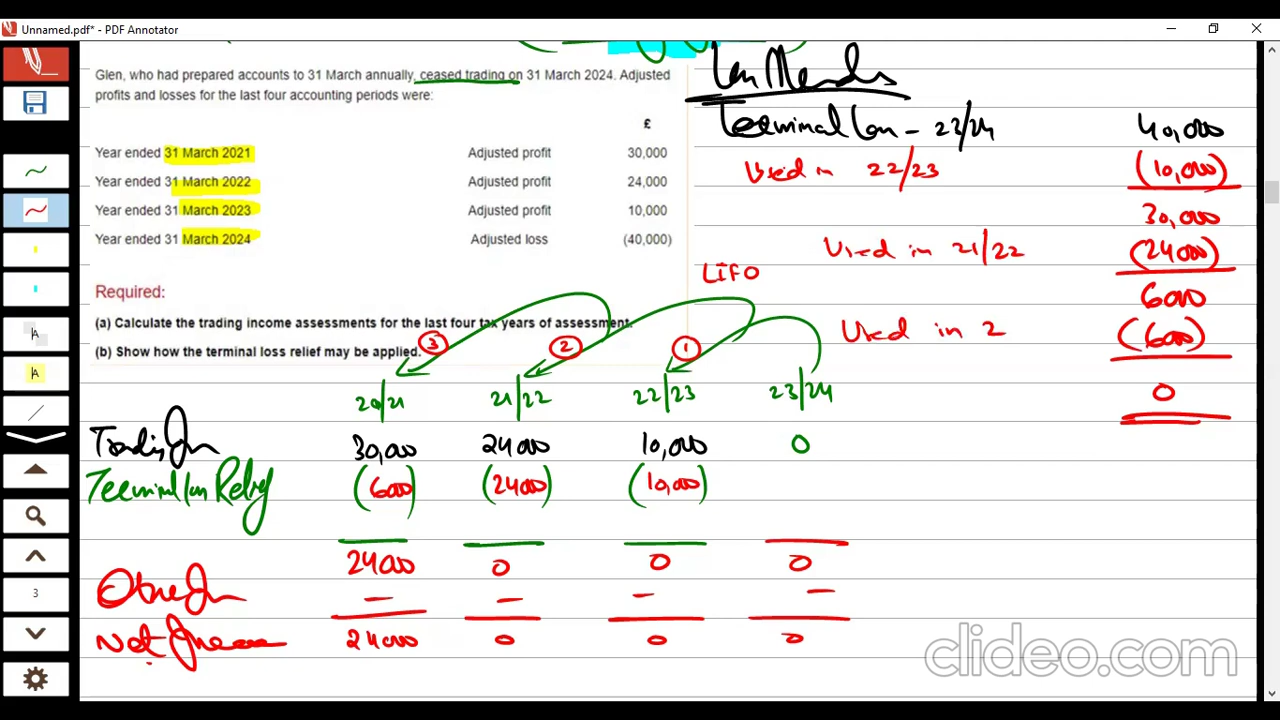 Unnamed.pdf* - PDF Annotator
Glen, who had prepared accounts to 31 March annually, ceased trading on 31 March 2024. Adjusted
profits and losses for the last four accounting periods were:
£
Year ended 31 March 2021 Adjusted profit 30,000
Year ended 31 March 2022 Adjusted profit 24,000
Year ended 31 March 2023 Adjusted profit 10,000
Year ended 31 March 2024 Adjusted loss (40,000)
Required:
(a) Calculate the trading income assessments for the last four tax years of assessment.
(b) Show how the terminal loss relief may be applied.
Terminal Loss - 23/24 40,000
Used in 22/23 (10,000)
30,000
Used in 21/22 (24000)
6000
Used in 2 (6000)
0
LIFO
3 2 1
20/21 21/22 22/23 23/24
30,000 24000 10,000 0
Terminal Loss Relief (6000) (24000) (10,000)
24000 0 0 0
- - - -
Net 24000 0 0 0
3
clideo.com